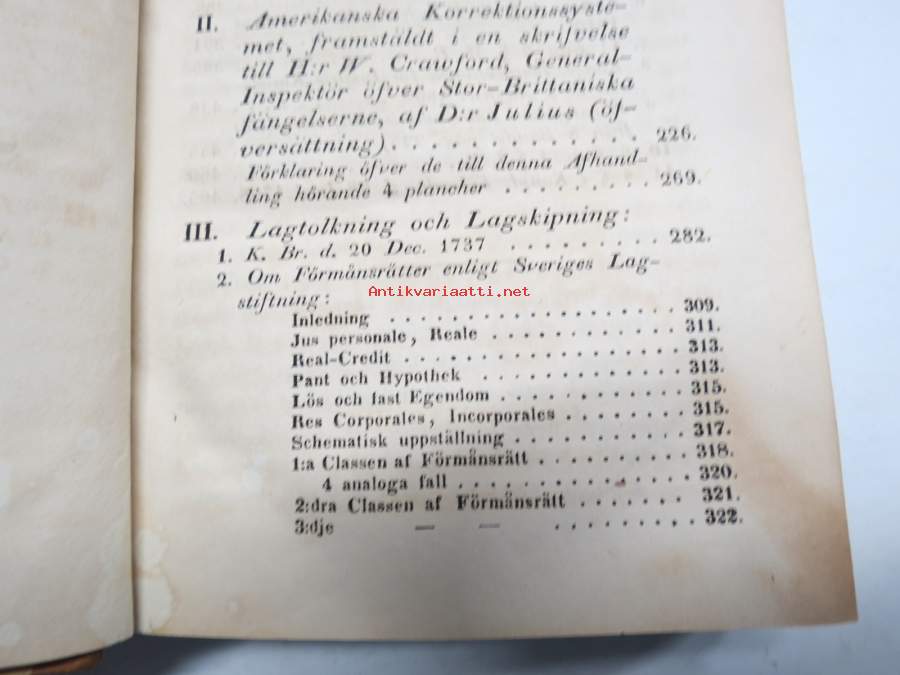 II. Amerikanska Korrektionssyste-
met, framstäldt i en skrifvelse
till H:r W. Crawford, General-
Inspektör öfver Stor-Brittaniska
fängelserne, af D:r Julius (öf-
versättning) . . . . . . . . . . . . 226.
Förklaring öfver de till denna Afhand-
ling hörande 4 plancher . . . . . . . . 269.
III. Lagtolkning och Lagskipning:
1. K. Br. d. 20 Dec. 1737 . . . . . . . . . 282.
2. Om Förmånsrätter enligt Sveriges Lag-
stiftning:
Antikvariaatti.net
Inledning . . . . . . . . . . . . . . . . 309.
Jus personale, Reale . . . . . . . . . . . 311.
Real-Credit . . . . . . . . . . . . . . . 313.
Pant och Hypothek . . . . . . . . . . . . 313.
Lös och fast Egendom . . . . . . . . . . . 315.
Res Corporales, Incorporales . . . . . . . 315.
Schematisk uppställning . . . . . . . . . . 317.
1:a Classen af Förmånsrätt . . . . . . . . . 318.
4 analoga fall . . . . . . . . . . . . 320.
2:dra Classen af Förmånsrätt . . . . . . . 321.
3:dje — — . . . . . . . . . 322.